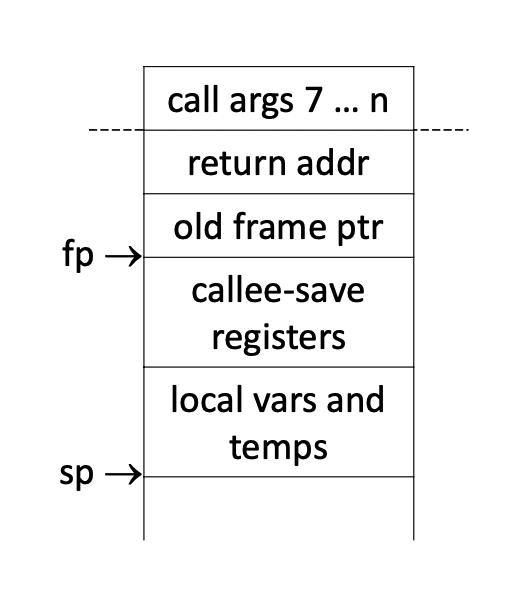 call args 7 ... n
return addr
old frame ptr
fp →
callee-save
registers
local vars and
temps
sp →